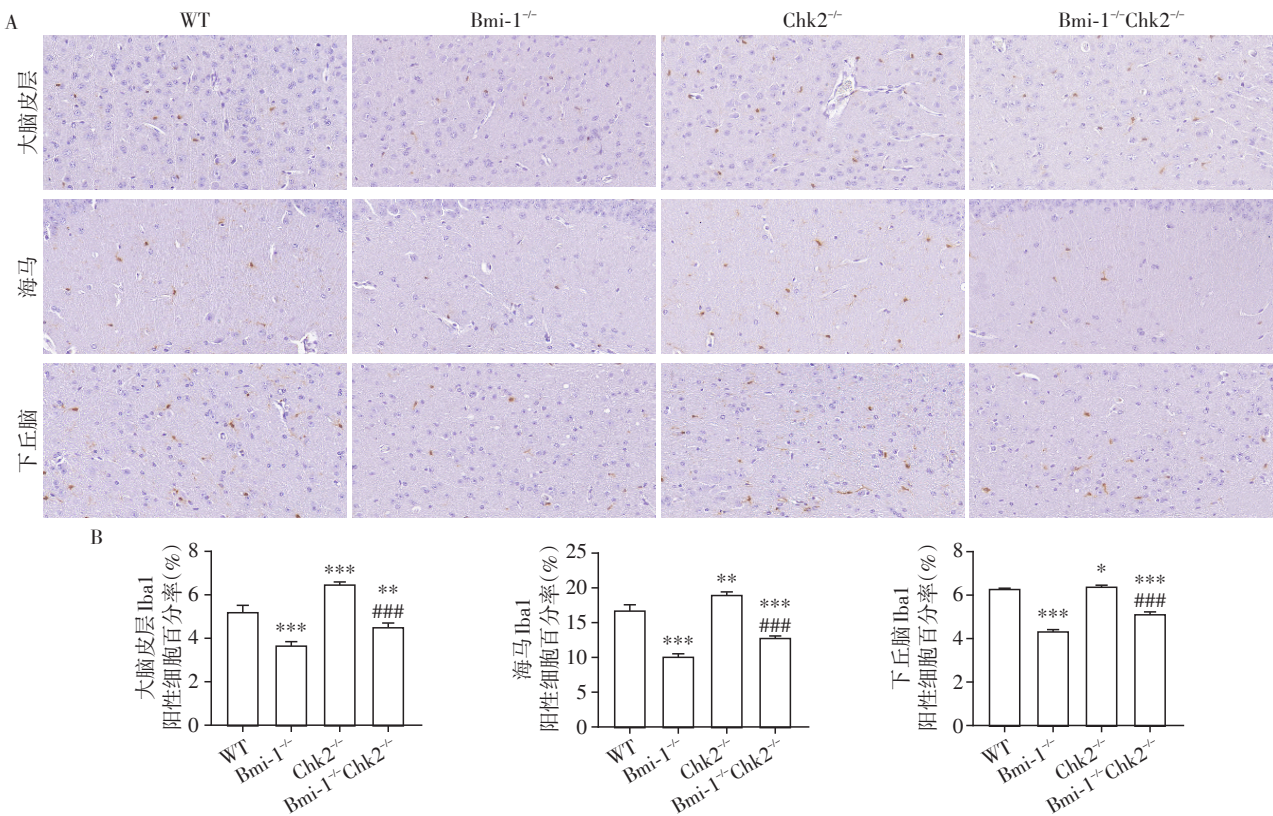 A
WT
Bmi-1⁻/⁻
Chk2⁻/⁻
Bmi-1⁻/⁻Chk2⁻/⁻
大脑皮层
海马
下丘脑
B
大脑皮层Iba1
阳性细胞百分率(%)
8
6
4
2
0
***
***
**
###
WT
Bmi-1⁻/⁻
Chk2⁻/⁻
Bmi-1⁻/⁻Chk2⁻/⁻
海马Iba1
阳性细胞百分率(%)
25
20
15
10
5
0
***
**
***
###
WT
Bmi-1⁻/⁻
Chk2⁻/⁻
Bmi-1⁻/⁻Chk2⁻/⁻
下丘脑Iba1
阳性细胞百分率(%)
8
6
4
2
0
***
*
***
###
WT
Bmi-1⁻/⁻
Chk2⁻/⁻
Bmi-1⁻/⁻Chk2⁻/⁻